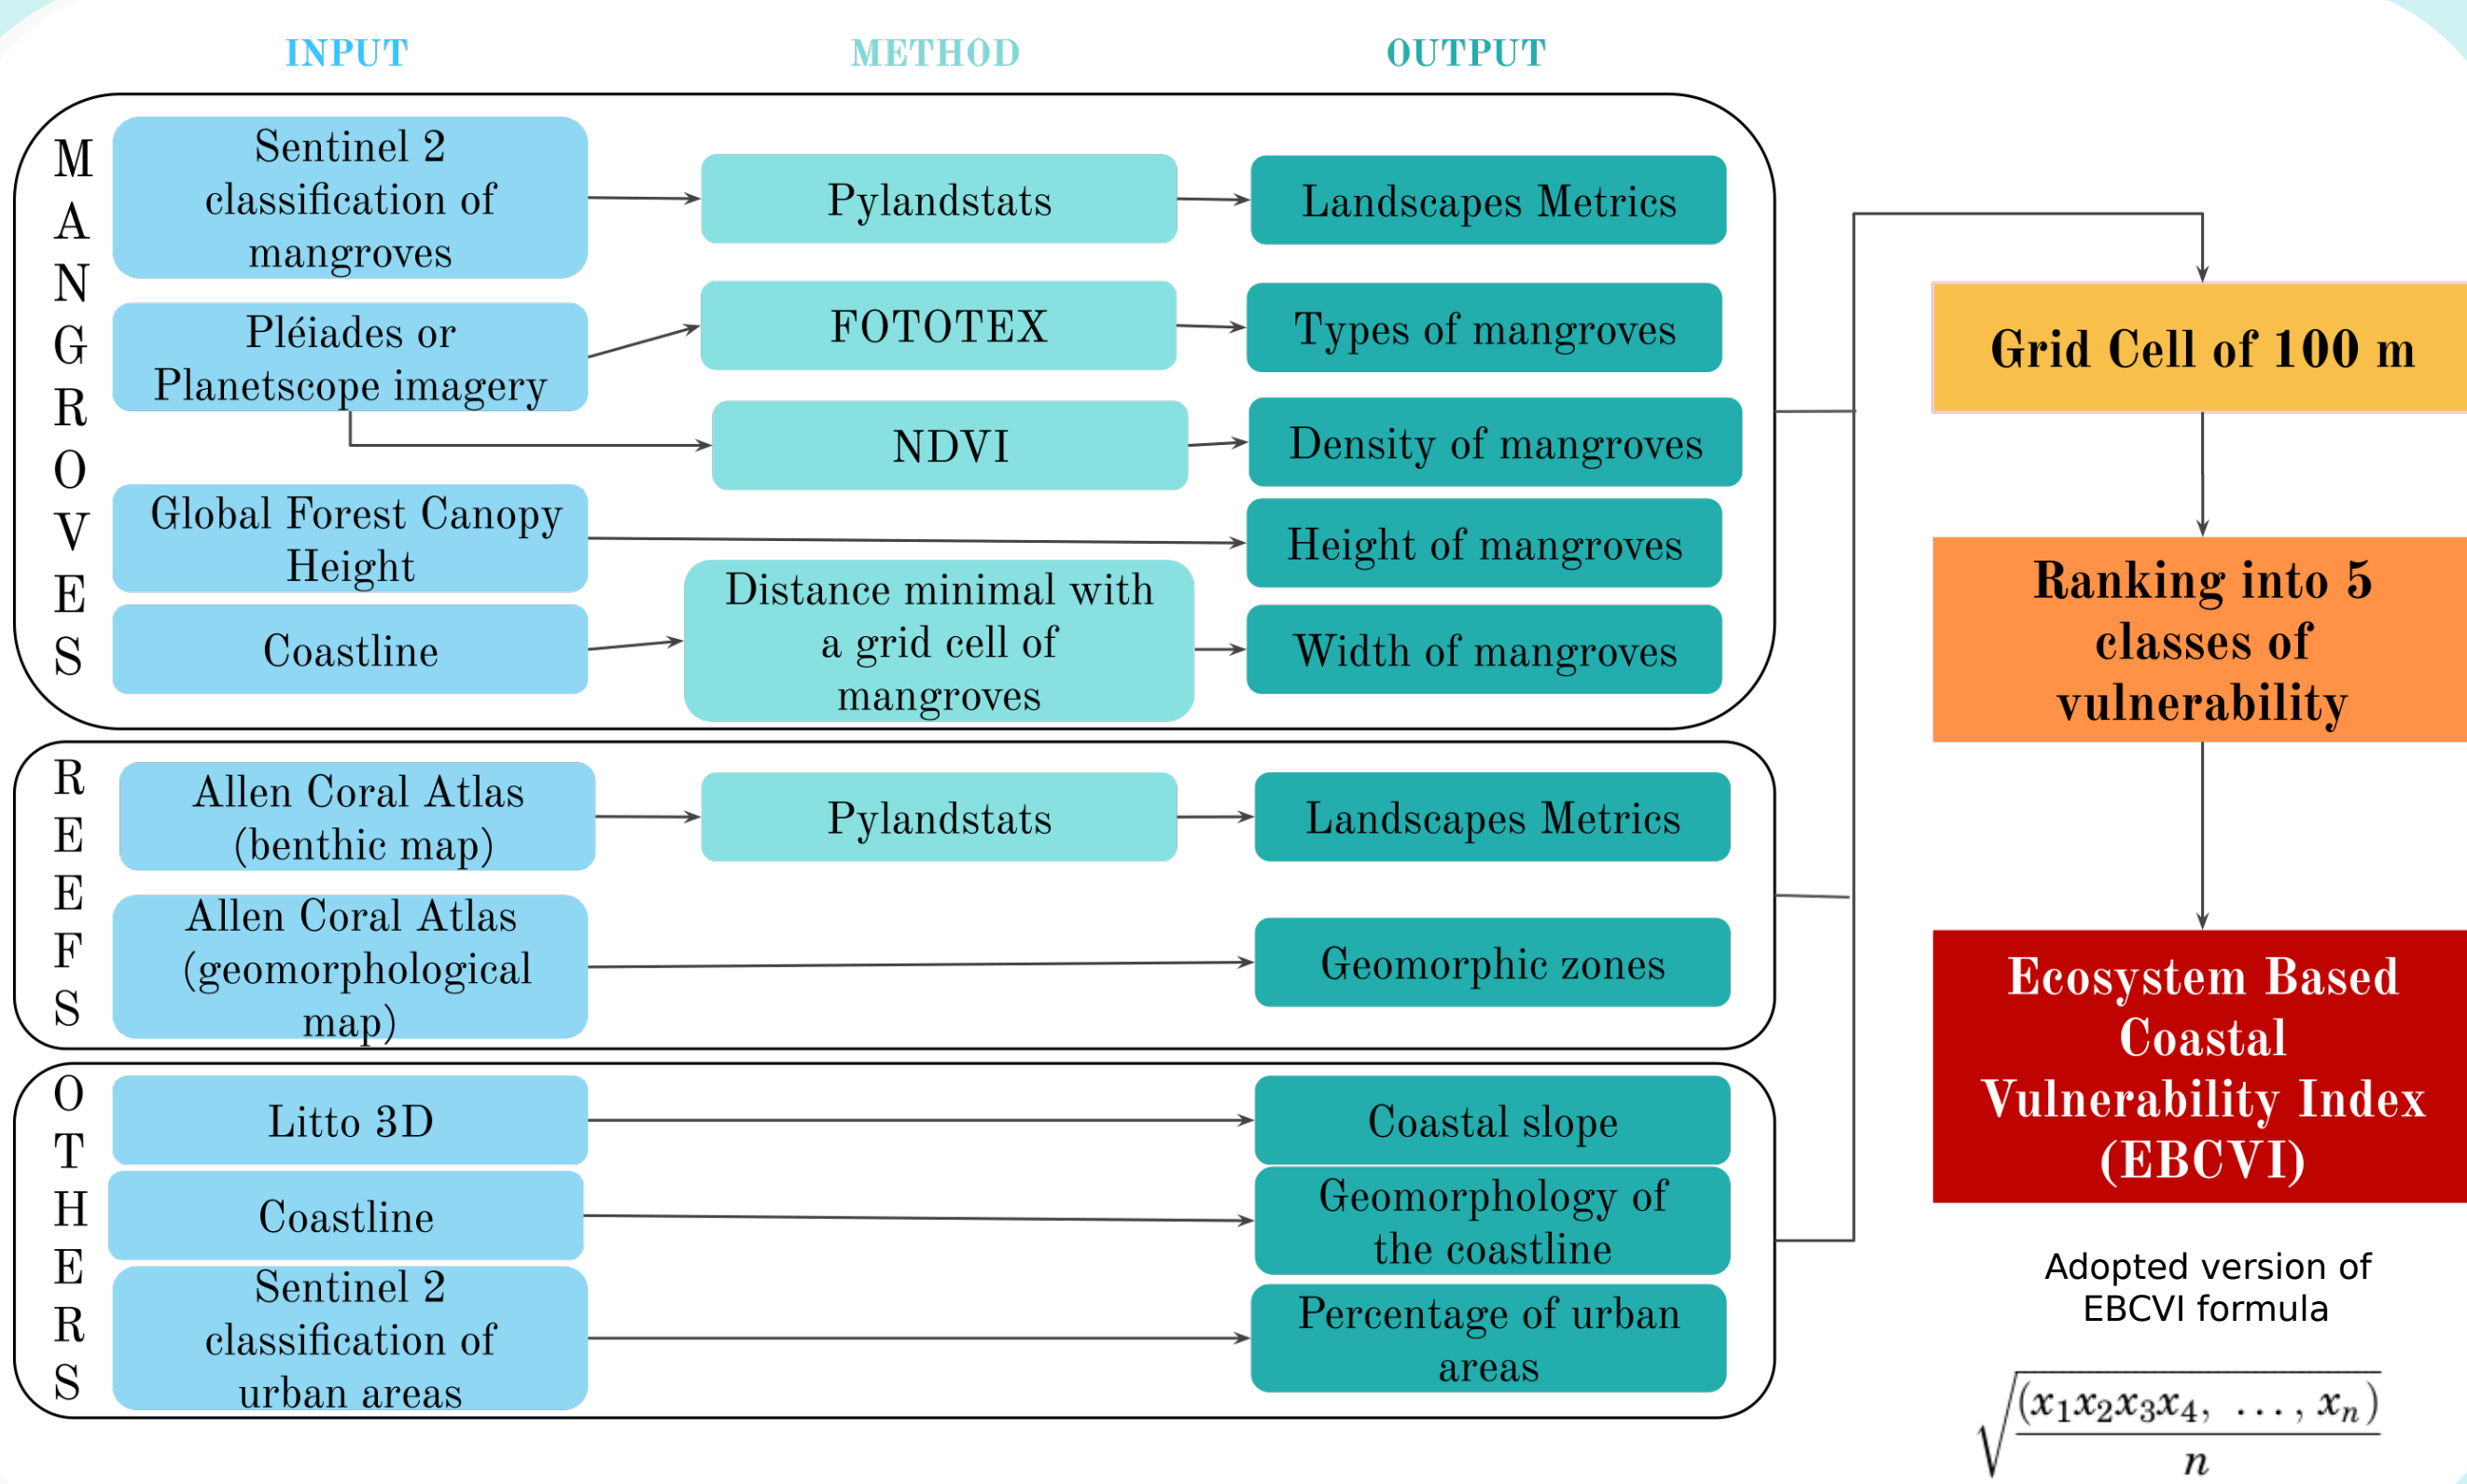 INPUT
METHOD
OUTPUT
MANGROVES
Sentinel 2
classification of
mangroves
Pylandstats
Landscapes Metrics
Pléiades or
Planetscope imagery
FOTOTEX
Types of mangroves
NDVI
Density of mangroves
Global Forest Canopy
Height
Height of mangroves
Coastline
Distance minimal with
a grid cell of
mangroves
Width of mangroves
REEFS
Allen Coral Atlas
(benthic map)
Pylandstats
Landscapes Metrics
Allen Coral Atlas
(geomorphological
map)
Geomorphic zones
OTHERS
Litto 3D
Coastal slope
Coastline
Geomorphology of
the coastline
Sentinel 2
classification of
urban areas
Percentage of urban
areas
Grid Cell of 100 m
Ranking into 5
classes of
vulnerability
Ecosystem Based
Coastal
Vulnerability Index
(EBCVI)
Adopted version of
EBCVI formula
√(x₁x₂x₃x₄, ..., xₙ)
n